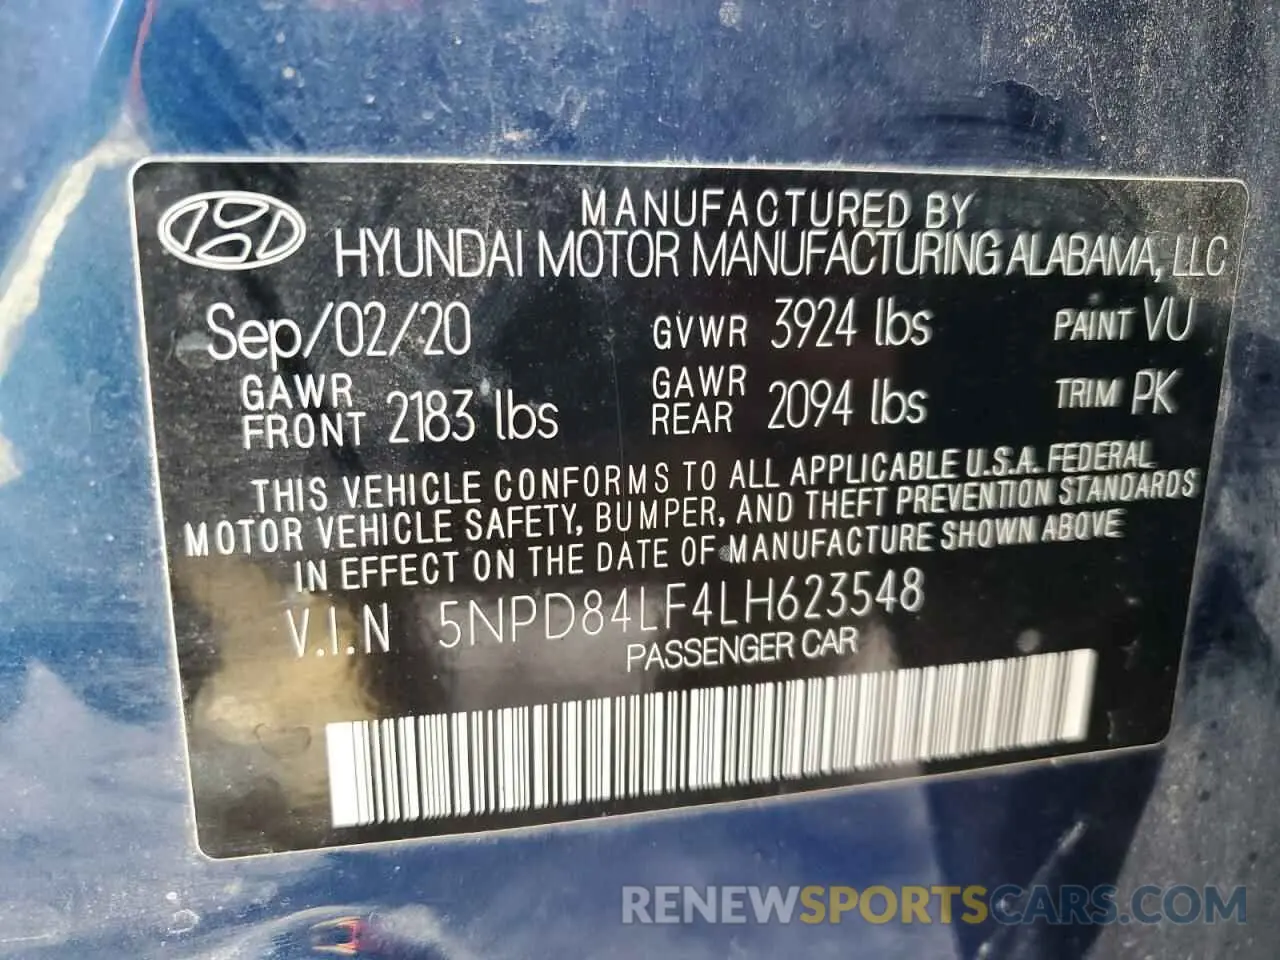 MANUFACTURED BY
HYUNDAI MOTOR MANUFACTURING ALABAMA, LLC
Sep/02/20 GVWR 3924 lbs PAINT VU
GAWR FRONT 2183 lbs GAWR REAR 2094 lbs TRIM PK
THIS VEHICLE CONFORMS TO ALL APPLICABLE U.S.A. FEDERAL
MOTOR VEHICLE SAFETY, BUMPER, AND THEFT PREVENTION STANDARDS
IN EFFECT ON THE DATE OF MANUFACTURE SHOWN ABOVE
V.I.N 5NPD84LF4LH623548
PASSENGER CAR
RENEWSPORTSCARS.COM